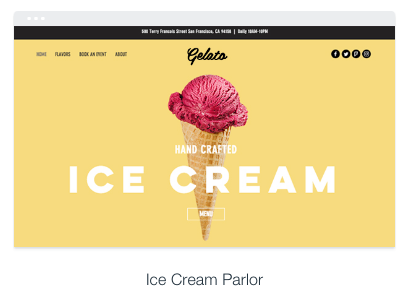 500 Terry Francois Street San Francisco, CA 94158 | Daily 10AM-10PM
HOME FLAVORS BOOK AN EVENT ABOUT
Gelato
HAND CRAFTED
ICE CREAM
MENU
Ice Cream Parlor